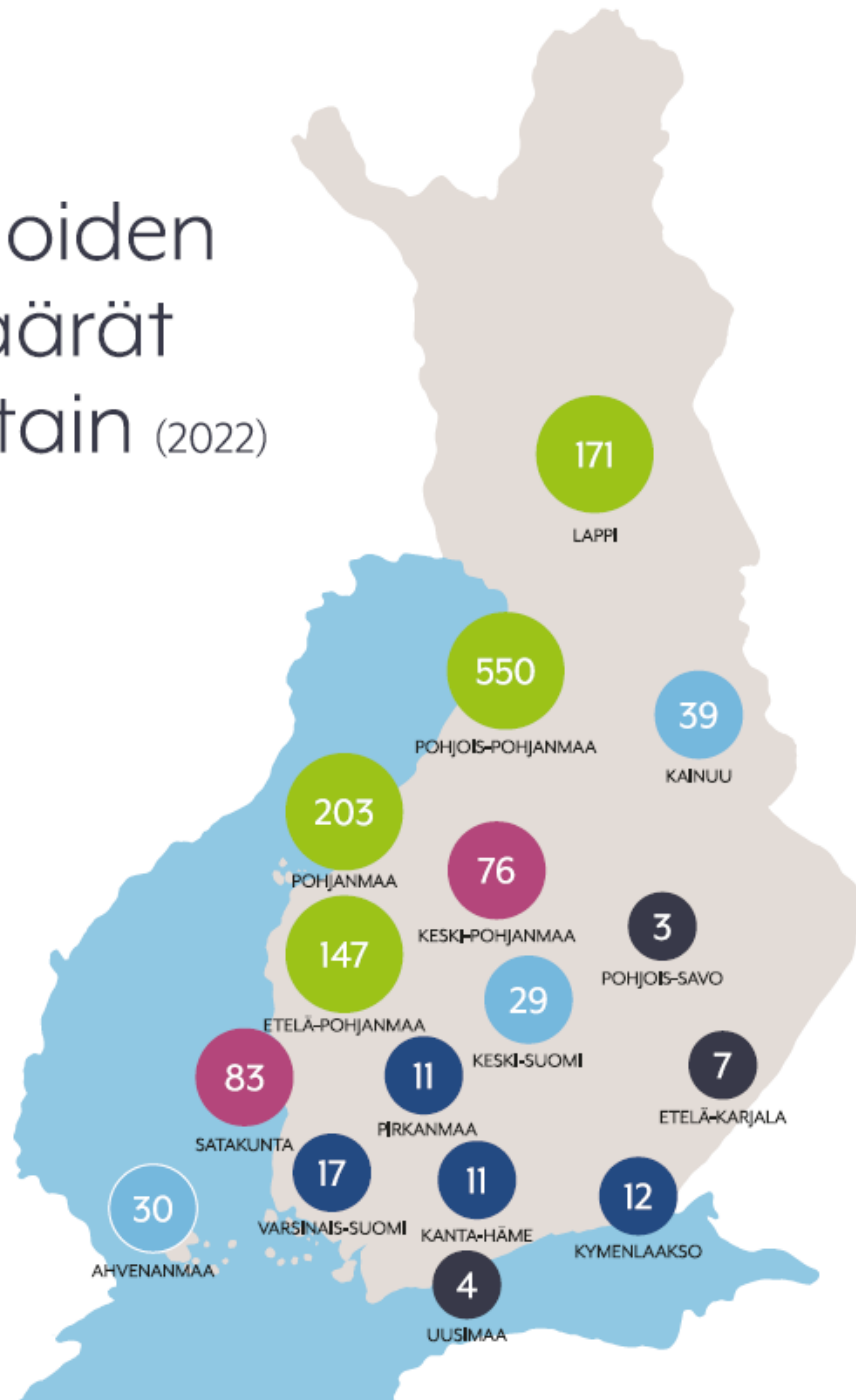 oiden
äärät
tain (2022)
171
LAPPI
550
POHJOIS-POHJANMAA
39
KAINUU
203
POHJANMAA
76
KESKI-POHJANMAA
3
POHJOIS-SAVO
147
ETELÄ-POHJANMAA
29
KESKI-SUOMI
83
SATAKUNTA
11
PIRKANMAA
7
ETELÄ-KARJALA
30
AHVENANMAA
17
VARSINAIS-SUOMI
11
KANTA-HÄME
12
KYMENLAAKSO
4
UUSIMAA